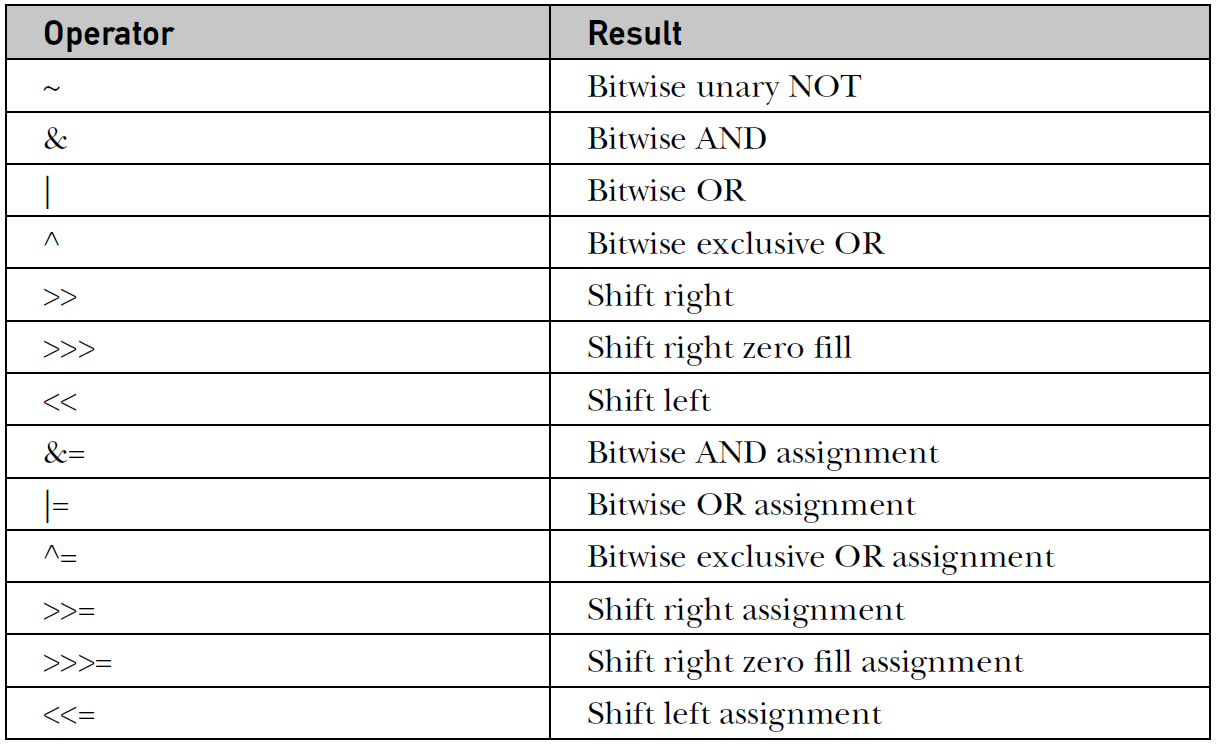 Operator Result
~ Bitwise unary NOT
& Bitwise AND
| Bitwise OR
^ Bitwise exclusive OR
>> Shift right
>>> Shift right zero fill
<< Shift left
&= Bitwise AND assignment
|= Bitwise OR assignment
^= Bitwise exclusive OR assignment
>>= Shift right assignment
>>>= Shift right zero fill assignment
<<= Shift left assignment